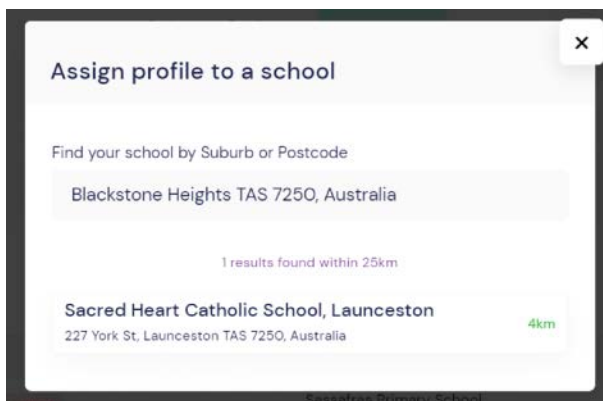 Assign profile to a school
Find your school by Suburb or Postcode
Blackstone Heights TAS 7250, Australia
1 results found within 25km
Sacred Heart Catholic School, Launceston
227 York St, Launceston TAS 7250, Australia
4km
Sassafras Primary School